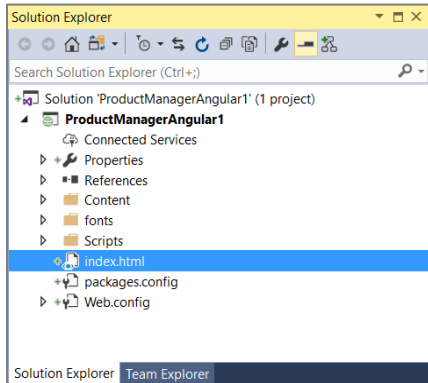 Solution Explorer
Search Solution Explorer (Ctrl+;)
Solution 'ProductManagerAngular1' (1 project)
ProductManagerAngular1
Connected Services
Properties
References
Content
fonts
Scripts
index.html
packages.config
Web.config
Solution Explorer Team Explorer